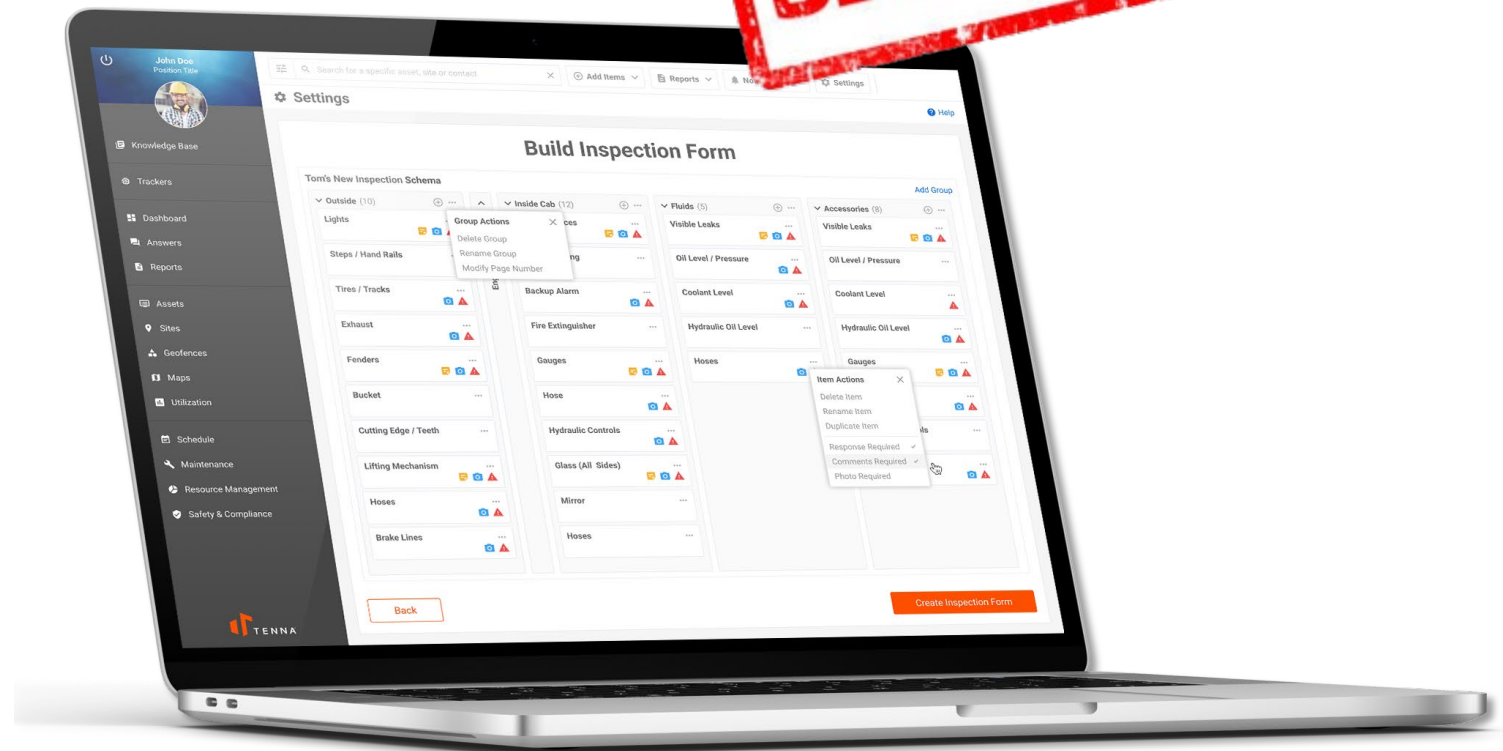 John Doe
Position Title
Knowledge Base
Trackers
Dashboard
Answers
Reports
Assets
Sites
Geofences
Maps
Utilization
Schedule
Maintenance
Resource Management
Safety & Compliance
TENNA
Search for a specific asset, site or contact
Add Items
Reports
Settings
Settings
Help
Build Inspection Form
Tom's New Inspection Schema
Add Group
Outside (10)
Lights
Steps / Hand Rails
Tires / Tracks
Exhaust
Fenders
Bucket
Cutting Edge / Teeth
Lifting Mechanism
Hoses
Brake Lines
Group Actions
Delete Group
Rename Group
Modify Page Number
Inside Cab (12)
Backup Alarm
Fire Extinguisher
Gauges
Hose
Hydraulic Controls
Glass (All Sides)
Mirror
Hoses
Fluids (5)
Visible Leaks
Oil Level / Pressure
Coolant Level
Hydraulic Oil Level
Hoses
Accessories (8)
Visible Leaks
Oil Level / Pressure
Coolant Level
Hydraulic Oil Level
Gauges
Item Actions
Delete Item
Rename Item
Duplicate Item
Response Required
Comments Required
Photo Required
Back
Create Inspection Form